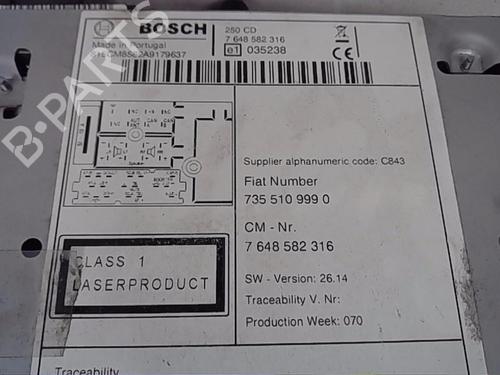 BOSCH
Made in Portugal
250 CD
7 648 582 316
e1 035238
Supplier alphanumeric code: C843
Fiat Number
735 510 999 0
CM - Nr.
7 648 582 316
SW - Version: 26.14
Traceability V. Nr:
Production Week: 070
CLASS 1
LASERPRODUCT
Traceability
B-PARTS